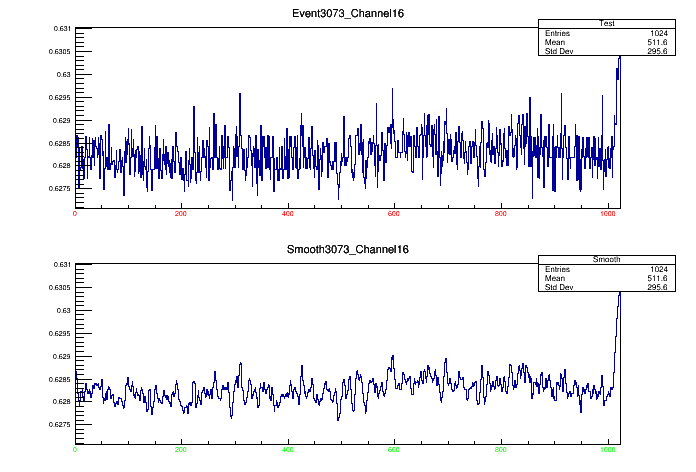 Event3073_Channel16
Test
Entries 1024
Mean 511.6
Std Dev 295.6
0.631
0.6305
0.63
0.6295
0.629
0.6285
0.628
0.6275
0 200 400 600 800 1000
Smooth3073_Channel16
Smooth
Entries 1024
Mean 511.6
Std Dev 295.6
0.631
0.6305
0.63
0.6295
0.629
0.6285
0.628
0.6275
0 200 400 600 800 1000